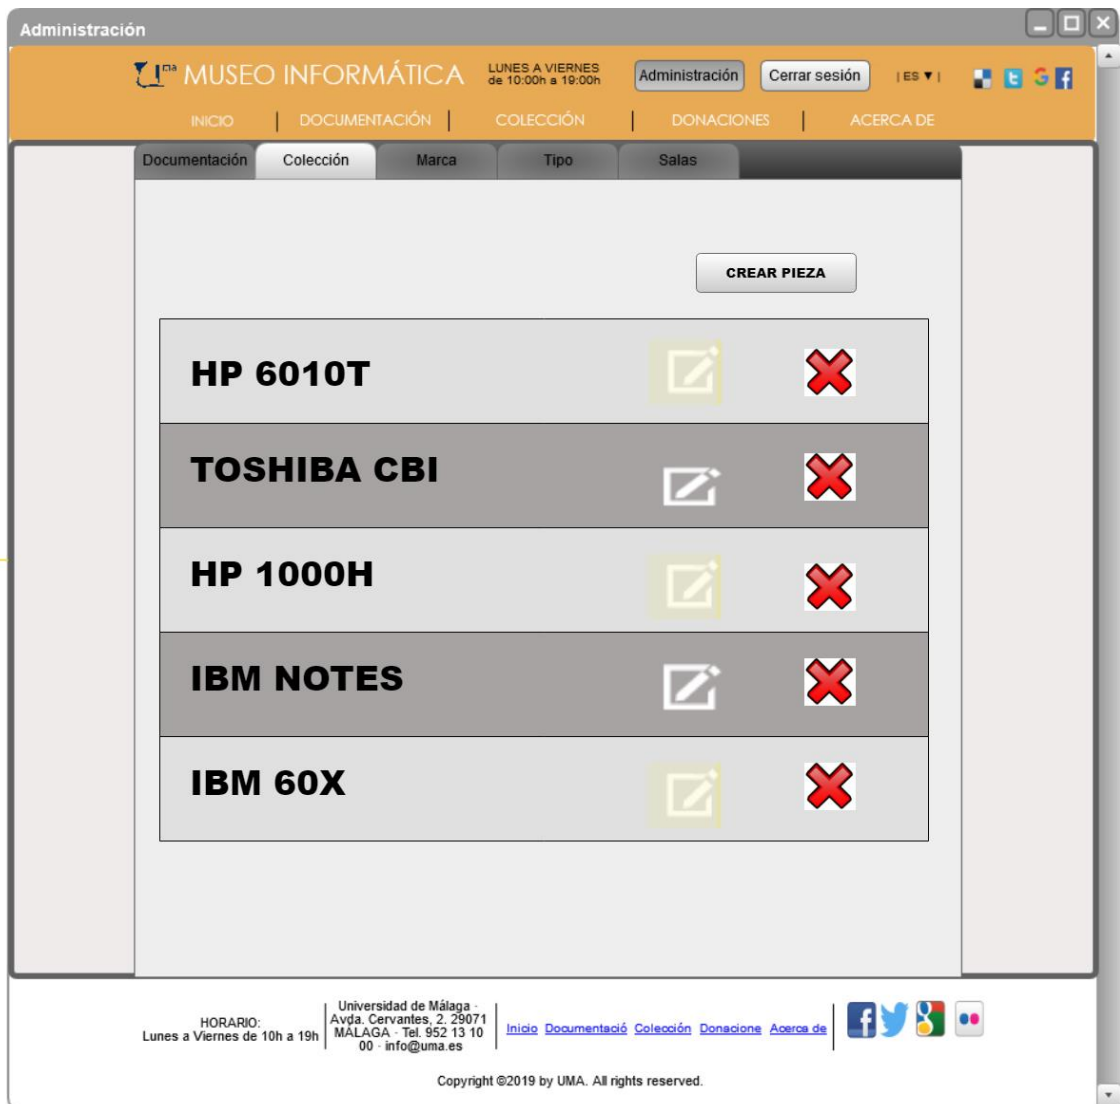 Administración
uma MUSEO INFORMÁTICA
LUNES A VIERNES
de 10:00h a 19:00h
Administración
Cerrar sesión
| ES ▼ |
INICIO | DOCUMENTACIÓN | COLECCIÓN | DONACIONES | ACERCA DE
Documentación Colección Marca Tipo Salas
CREAR PIEZA
HP 6010T
TOSHIBA CBI
HP 1000H
IBM NOTES
IBM 60X
HORARIO:
Lunes a Viernes de 10h a 19h
Universidad de Málaga ·
Avda. Cervantes, 2. 29071
MÁLAGA · Tel. 952 13 10
00 · info@uma.es
Inicio Documentació Colección Donacione Acerca de
Copyright ©2019 by UMA. All rights reserved.